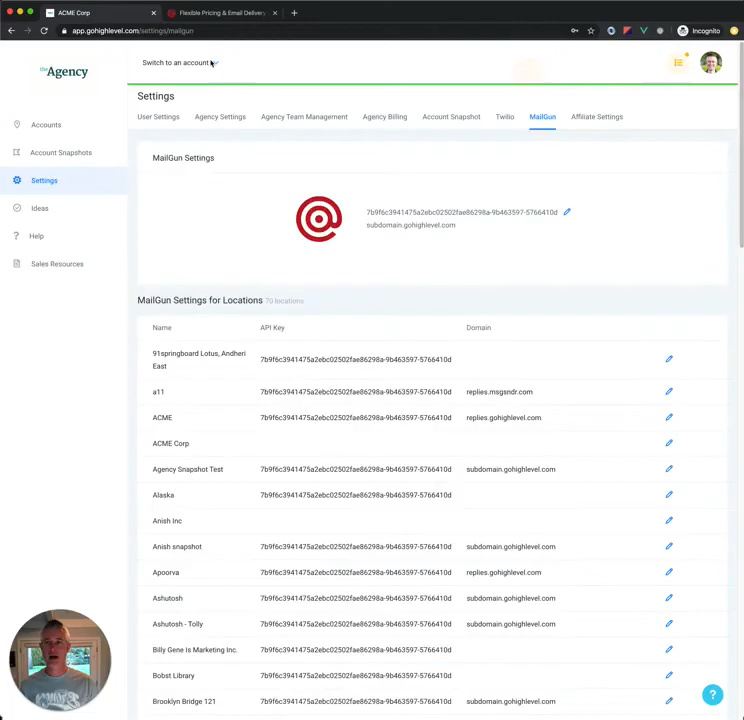 ACME Corp
Flexible Pricing & Email Delivery
app.gohighlevel.com/settings/mailgun
Incognito
the Agency
Switch to an account
Settings
User Settings
Agency Settings
Agency Team Management
Agency Billing
Account Snapshot
Twilio
MailGun
Affiliate Settings
Accounts
Account Snapshots
Settings
Ideas
Help
Sales Resources
MailGun Settings
7b9f6c3941475a2ebc02502fae86298a-9b463597-5766410d
subdomain.gohighlevel.com
MailGun Settings for Locations 70 locations
Name API Key Domain
91springboard Lotus, Andheri
East 7b9f6c3941475a2ebc02502fae86298a-9b463597-5766410d
a11 7b9f6c3941475a2ebc02502fae86298a-9b463597-5766410d replies.msgsndr.com
ACME 7b9f6c3941475a2ebc02502fae86298a-9b463597-5766410d replies.gohighlevel.com.
ACME Corp
Agency Snapshot Test 7b9f6c3941475a2ebc02502fae86298a-9b463597-5766410d subdomain.gohighlevel.com
Alaska 7b9f6c3941475a2ebc02502fae86298a-9b463597-5766410d
Anish Inc
Anish snapshot 7b9f6c3941475a2ebc02502fae86298a-9b463597-5766410d subdomain.gohighlevel.com
Apoorva 7b9f6c3941475a2ebc02502fae86298a-9b463597-5766410d replies.gohighlevel.com
Ashutosh 7b9f6c3941475a2ebc02502fae86298a-9b463597-5766410d subdomain.gohighlevel.com
Ashutosh - Tolly 7b9f6c3941475a2ebc02502fae86298a-9b463597-5766410d subdomain.gohighlevel.com
Billy Gene Is Marketing Inc. 7b9f6c3941475a2ebc02502fae86298a-9b463597-5766410d
Bobst Library 7b9f6c3941475a2ebc02502fae86298a-9b463597-5766410d
Brooklyn Bridge 121 7b9f6c3941475a2ebc02502fae86298a-9b463597-5766410d subdomain.gohighlevel.com